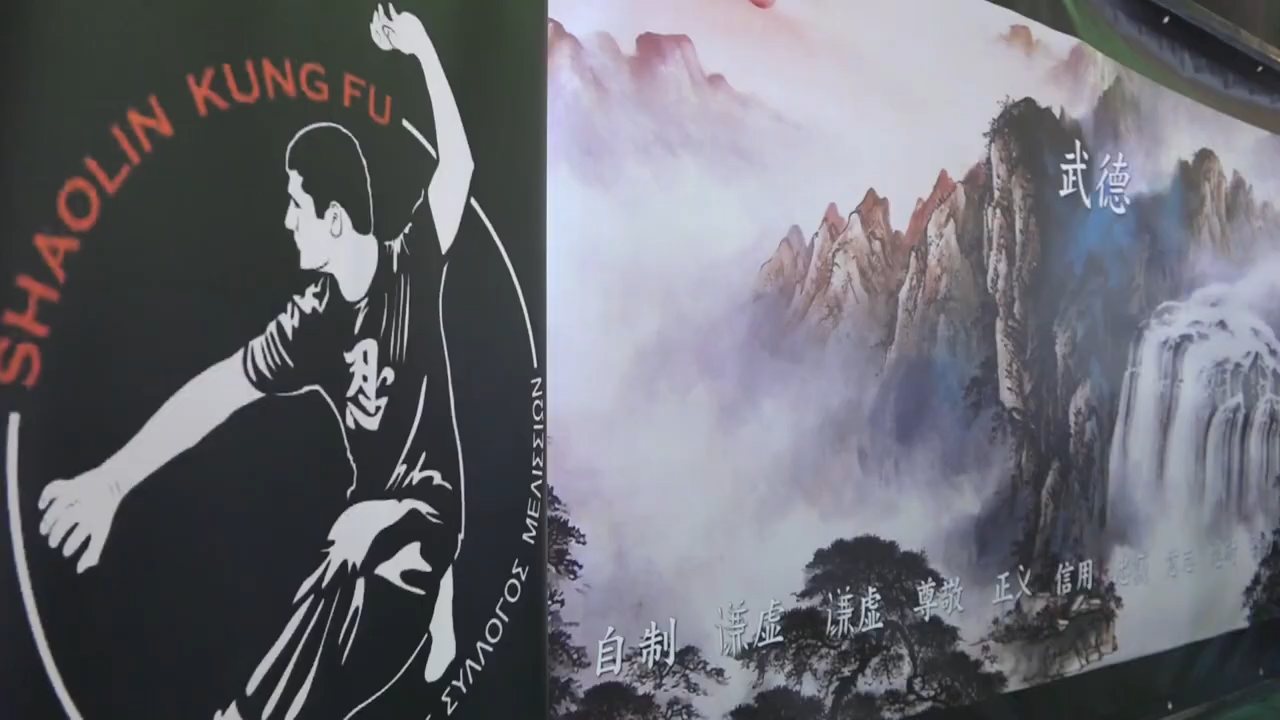 SHAOLIN KUNG FU
忍
ΣΥΛΛΟΓΟΣ ΜΕΛΙΣΣΙΩΝ
武德
自制 谦虚 谦虚 尊敬 正义 信用